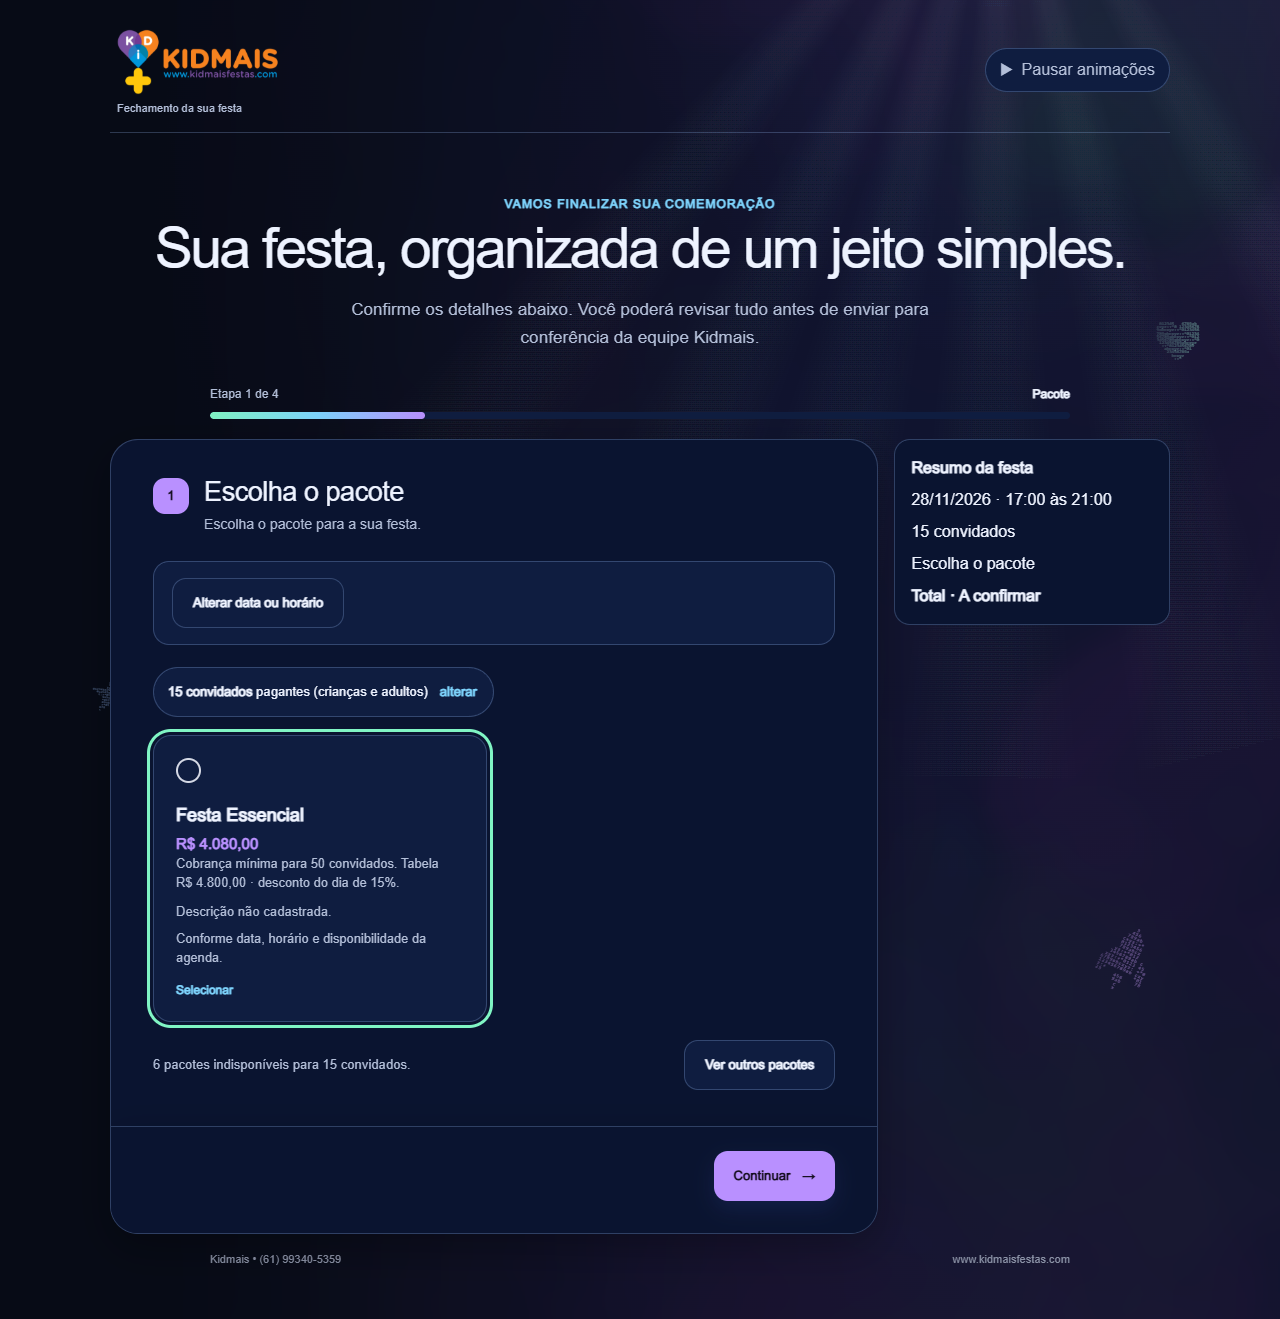 KiD
KIDMAIS
www.kidmaisfestas.com
Fechamento da sua festa
Pausar animações
VAMOS FINALIZAR SUA COMEMORAÇÃO
Sua festa, organizada de um jeito simples.
Confirme os detalhes abaixo. Você poderá revisar tudo antes de enviar para
conferência da equipe Kidmais.
Etapa 1 de 4
Pacote
1
Escolha o pacote
Escolha o pacote para a sua festa.
Alterar data ou horário
15 convidados pagantes (crianças e adultos) alterar
Festa Essencial
R$ 4.080,00
Cobrança mínima para 50 convidados. Tabela
R$ 4.800,00 · desconto do dia de 15%.
Descrição não cadastrada.
Conforme data, horário e disponibilidade da
agenda.
Selecionar
6 pacotes indisponíveis para 15 convidados.
Ver outros pacotes
Continuar →
Resumo da festa
28/11/2026 · 17:00 às 21:00
15 convidados
Escolha o pacote
Total · A confirmar
Kidmais • (61) 99340-5359
www.kidmaisfestas.com